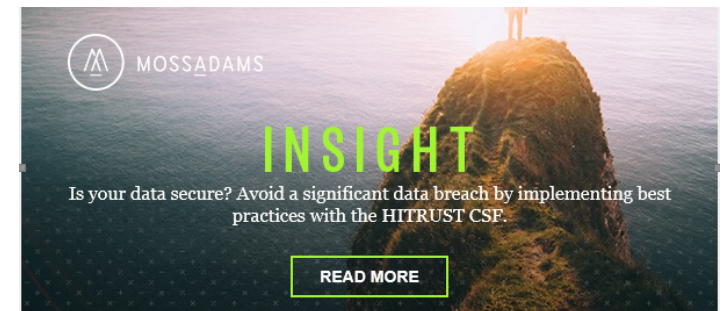 MOSSADAMS
INSIGHT
Is your data secure? Avoid a significant data breach by implementing best
practices with the HITRUST CSF.
READ MORE